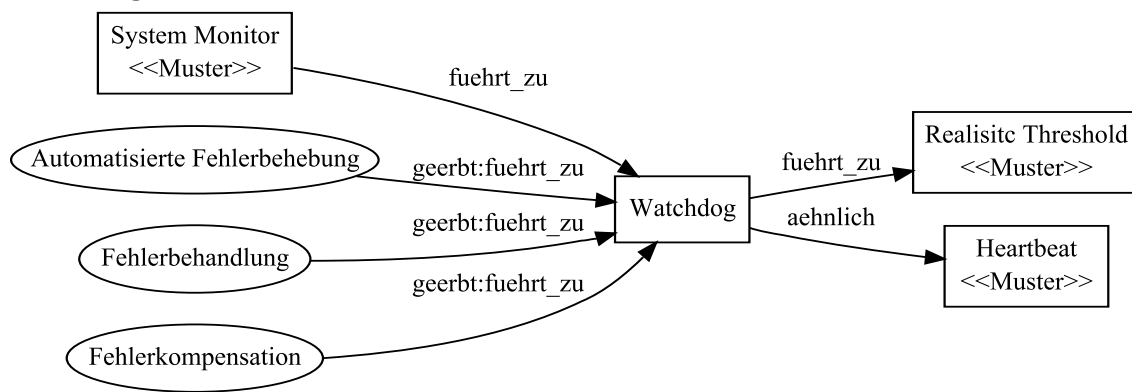 System Monitor
<<Muster>>
fuehrt_zu
Automatisierte Fehlerbehebung
geerbt:fuehrt_zu
Fehlerbehandlung
geerbt:fuehrt_zu
Fehlerkompensation
geerbt:fuehrt_zu
Watchdog
fuehrt_zu
aehnlich
Realisitc Threshold
<<Muster>>
Heartbeat
<<Muster>>